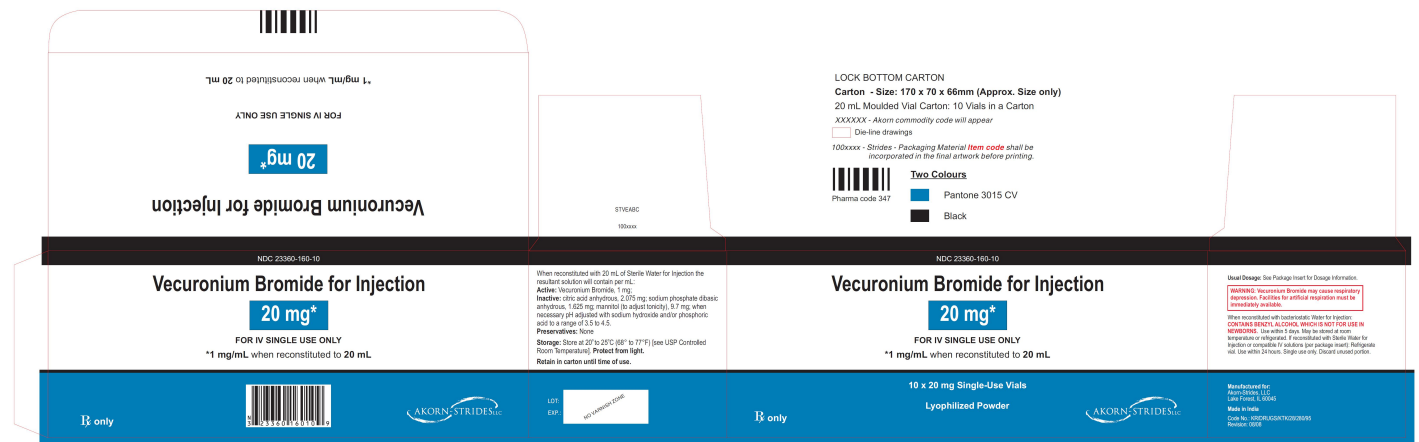 *1 mg/mL when reconstituted to 20 mL
FOR IV SINGLE USE ONLY
20 mg*
Vecuronium Bromide for Injection
STVEABC
100xxxx
LOCK BOTTOM CARTON
Carton - Size: 170 x 70 x 66mm (Approx. Size only)
20 mL Moulded Vial Carton: 10 Vials in a Carton
XXXXXX - Akorn commodity code will appear
Die-line drawings
100xxxx - Strides - Packaging Material Item code shall be
incorporated in the final artwork before printing.
Pharma code 347
Two Colours
Pantone 3015 CV
Black
NDC 23360-160-10
Vecuronium Bromide for Injection
20 mg*
FOR IV SINGLE USE ONLY
*1 mg/mL when reconstituted to 20 mL
Rx only
N
3 23360 16010 9
AKORN-STRIDES LLC
When reconstituted with 20 mL of Sterile Water for Injection the
resultant solution will contain per mL:
Active: Vecuronium Bromide, 1 mg;
Inactive: citric acid anhydrous, 2.075 mg; sodium phosphate dibasic
anhydrous, 1.625 mg; mannitol (to adjust tonicity), 9.7 mg; when
necessary pH adjusted with sodium hydroxide and/or phosphoric
acid to a range of 3.5 to 4.5.
Preservatives: None
Storage: Store at 20˚to 25˚C (68° to 77°F) [see USP Controlled
Room Temperature]. Protect from light.
Retain in carton until time of use.
LOT:
EXP.:
NO VARNISH ZONE
NDC 23360-160-10
Vecuronium Bromide for Injection
20 mg*
FOR IV SINGLE USE ONLY
*1 mg/mL when reconstituted to 20 mL
10 x 20 mg Single-Use Vials
Lyophilized Powder
Rx only
AKORN-STRIDES LLC
Usual Dosage: See Package Insert for Dosage Information.
WARNING: Vecuronium Bromide may cause respiratory
depression. Facilities for artificial respiration must be
immediately available.
When reconstituted with bacteriostatic Water for Injection:
CONTAINS BENZYL ALCOHOL WHICH IS NOT FOR USE IN
NEWBORNS. Use within 5 days. May be stored at room
temperature or refrigerated. If reconstituted with Sterile Water for
Injection or compatible IV solutions (per package insert): Refrigerate
vial. Use within 24 hours. Single use only. Discard unused portion.
Manufactured for:
Akorn-Strides, LLC
Lake Forest, IL 60045
Made in India
Code No.: KR/DRUGS/KTK/28/280/95
Revision: 08/08